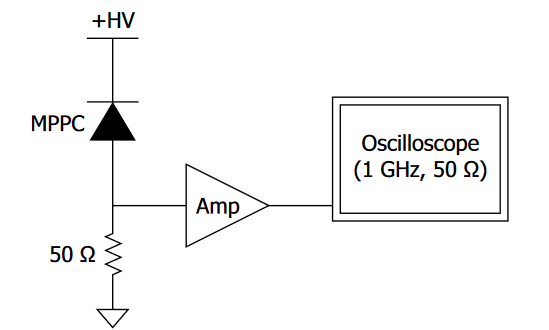 +HV
MPPC
Oscilloscope
(1 GHz, 50 Ω)
Amp
50 Ω